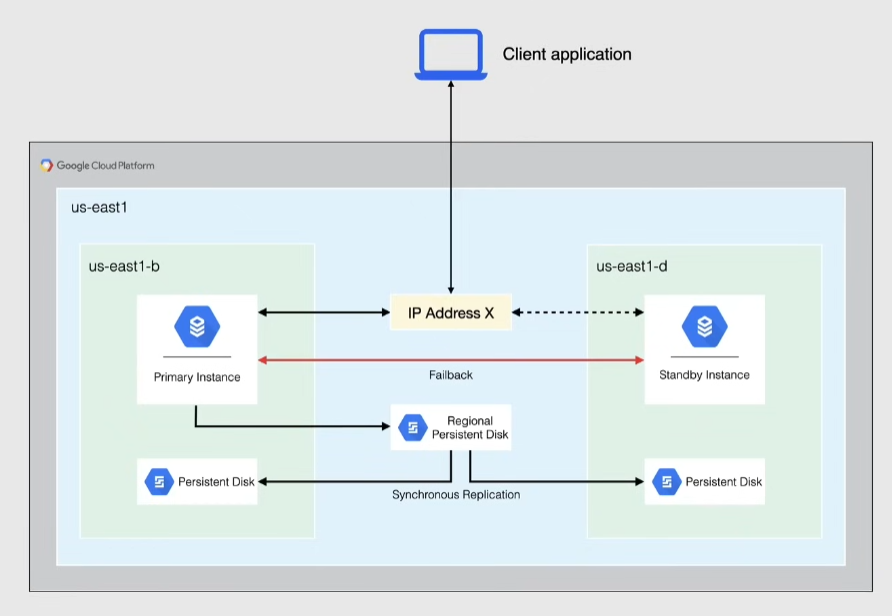 Client application
Google Cloud Platform
us-east1
us-east1-b
us-east1-d
IP Address X
Primary Instance
Failback
Standby Instance
Regional
Persistent Disk
Persistent Disk
Persistent Disk
Synchronous Replication